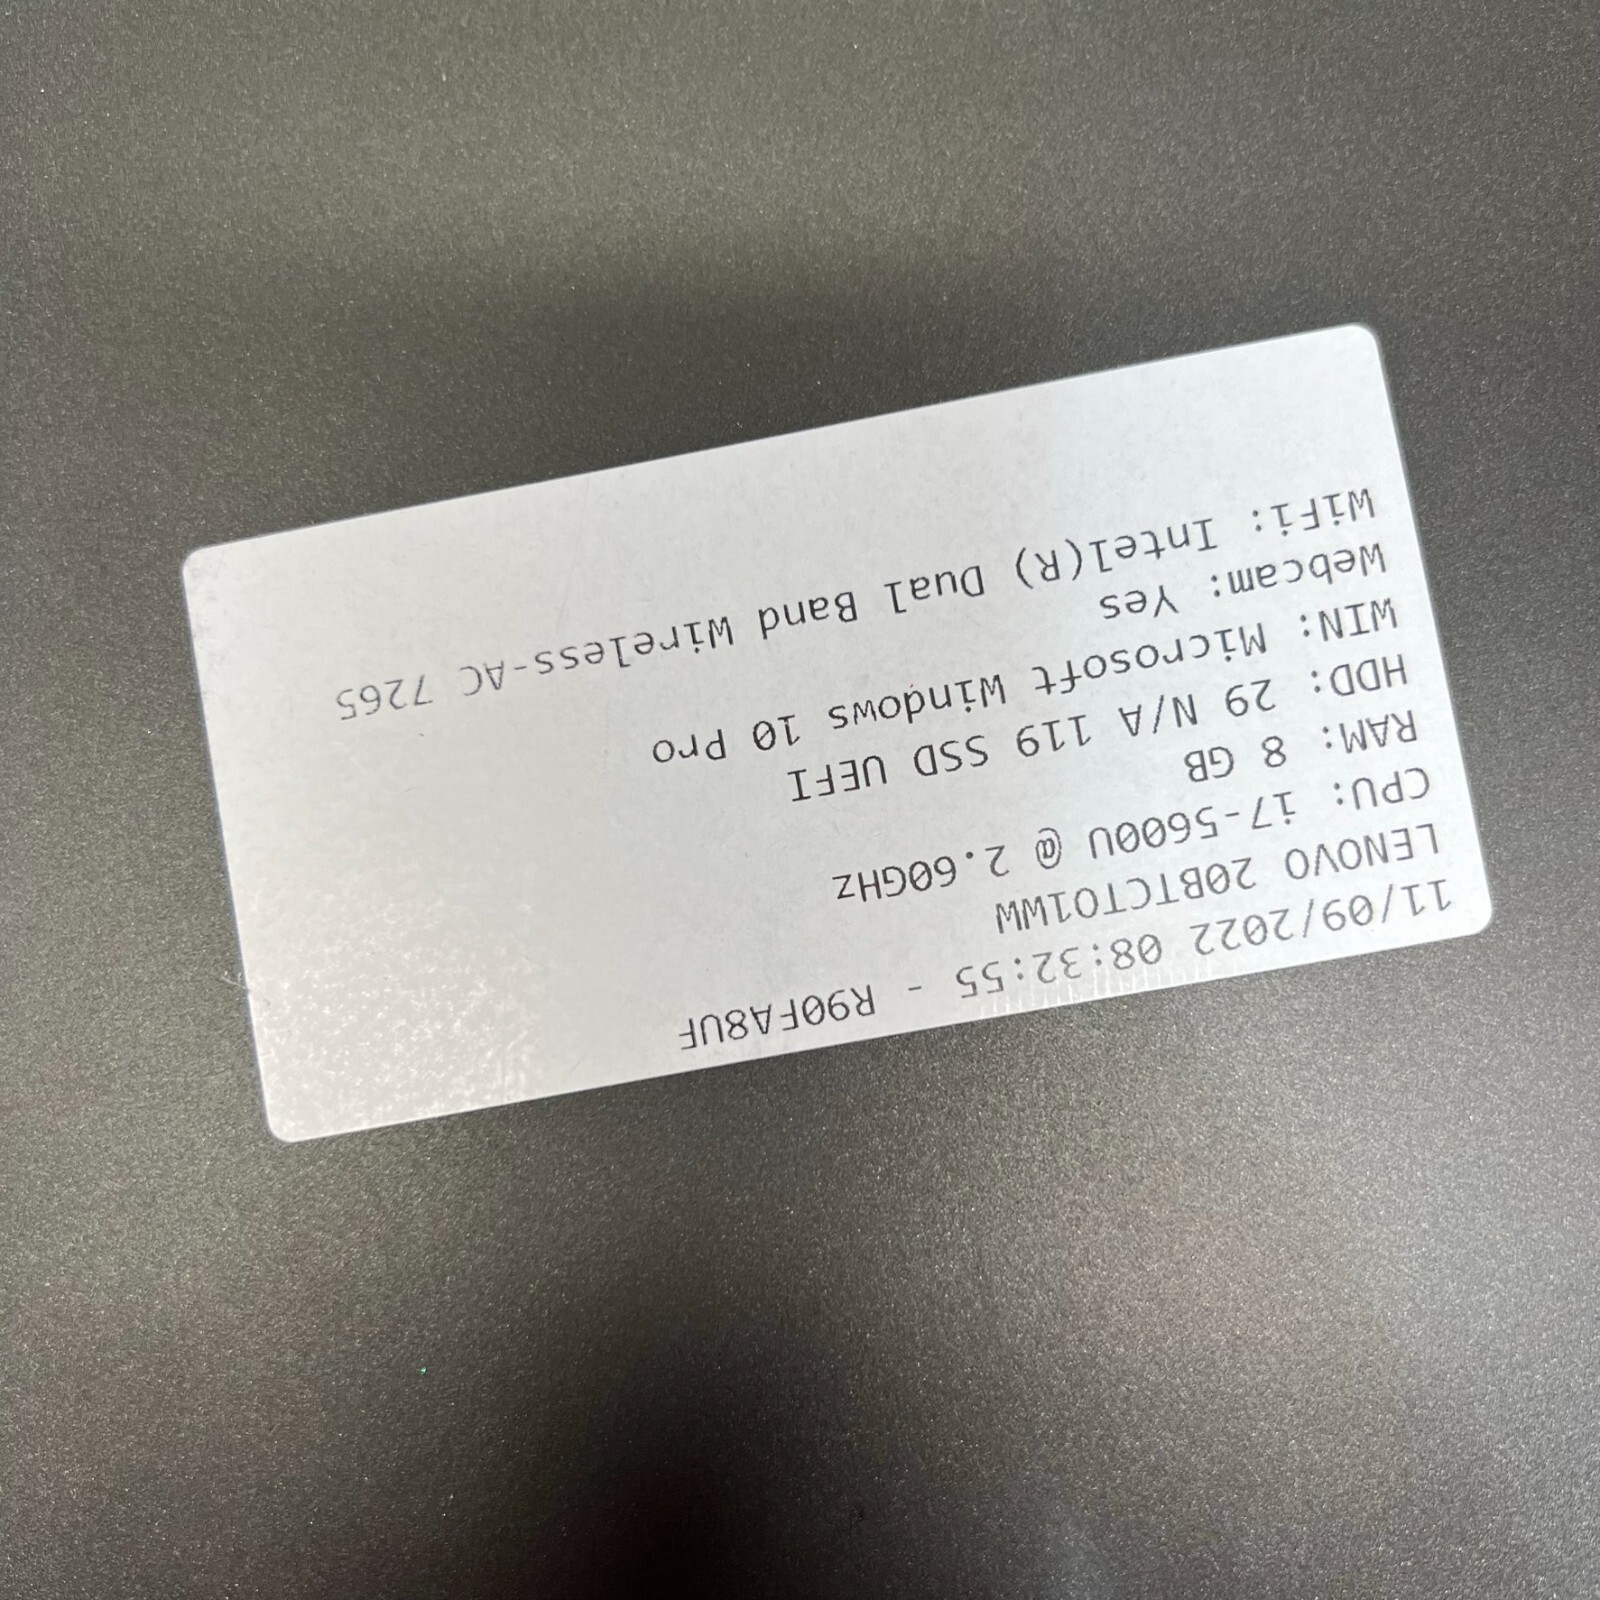 11/09/2022 08:32:55 - R90FA8UF
LENOVO 20BTCTO1WW
CPU: i7-5600U @ 2.60GHz
RAM: 8 GB
HDD: 29 N/A 119 SSD UEFI
WIN: Microsoft Windows 10 Pro
Webcam: Yes
WiFi: Intel(R) Dual Band Wireless-AC 7265